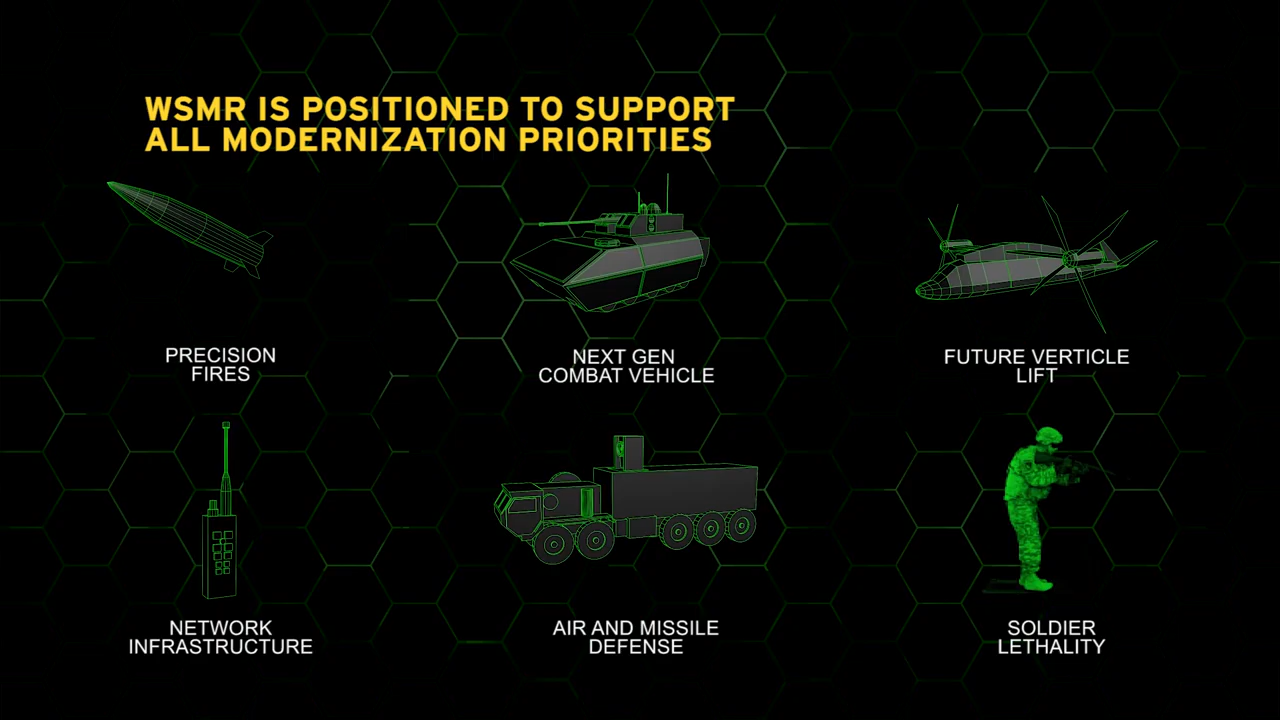 WSMR IS POSITIONED TO SUPPORT
ALL MODERNIZATION PRIORITIES
PRECISION
FIRES
NEXT GEN
COMBAT VEHICLE
FUTURE VERTICLE
LIFT
NETWORK
INFRASTRUCTURE
AIR AND MISSILE
DEFENSE
SOLDIER
LETHALITY